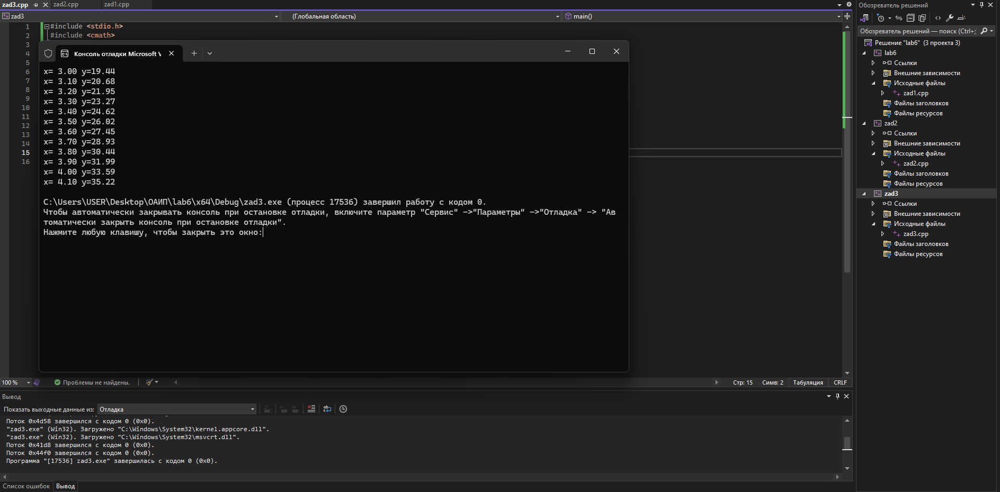 zad3.cpp
zad2.cpp
zad1.cpp
zad3
(Глобальная область)
main()
1 #include <stdio.h>
2 #include <cmath>
3
4
5
6
7
8
9
10
11
12
13
14
15
16
Консоль отладки Microsoft V
x= 3.00 y=19.44
x= 3.10 y=20.68
x= 3.20 y=21.95
x= 3.30 y=23.27
x= 3.40 y=24.62
x= 3.50 y=26.02
x= 3.60 y=27.45
x= 3.70 y=28.93
x= 3.80 y=30.44
x= 3.90 y=31.99
x= 4.00 y=33.59
x= 4.10 y=35.22
C:\Users\USER\Desktop\ОАИП\lab6\x64\Debug\zad3.exe (процесс 17536) завершил работу с кодом 0.
Чтобы автоматически закрывать консоль при остановке отладки, включите параметр "Сервис" ->"Параметры" ->"Отладка" -> "Ав
томатически закрыть консоль при остановке отладки".
Нажмите любую клавишу, чтобы закрыть это окно:
100 %
Проблемы не найдены.
Стр: 15
Симв: 2
Табуляция
CRLF
Вывод
Показать выходные данные из:
Отладка
Поток 0x4d58 завершился с кодом 0 (0x0).
"zad3.exe" (Win32). Загружено "C:\Windows\System32\kernel.appcore.dll".
"zad3.exe" (Win32). Загружено "C:\Windows\System32\msvcrt.dll".
Поток 0x41d8 завершился с кодом 0 (0x0).
Поток 0x44f0 завершился с кодом 0 (0x0).
Программа "[17536] zad3.exe" завершилась с кодом 0 (0x0).
Список ошибок
Вывод
Обозреватель решений
Обозреватель решений — поиск (Ctrl+;
Решение "lab6" (3 проекта 3)
lab6
Ссылки
Внешние зависимости
Исходные файлы
zad1.cpp
Файлы заголовков
Файлы ресурсов
zad2
Ссылки
Внешние зависимости
Исходные файлы
zad2.cpp
Файлы заголовков
Файлы ресурсов
zad3
Ссылки
Внешние зависимости
Исходные файлы
zad3.cpp
Файлы заголовков
Файлы ресурсов